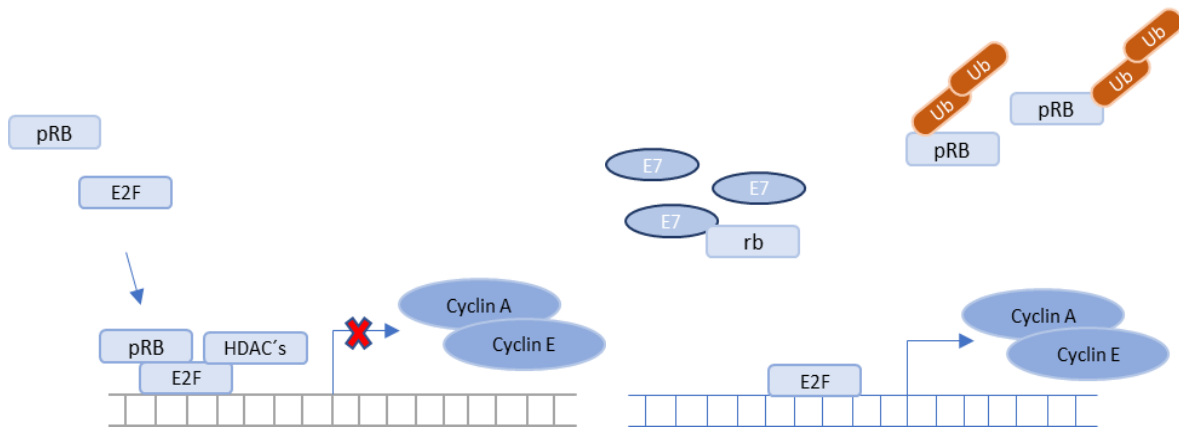 pRB
E2F
pRB
HDAC´s
E2F
Cyclin A
Cyclin E
Ub
Ub
pRB
Ub
Ub
pRB
E7
E7
E7
rb
E2F
Cyclin A
Cyclin E